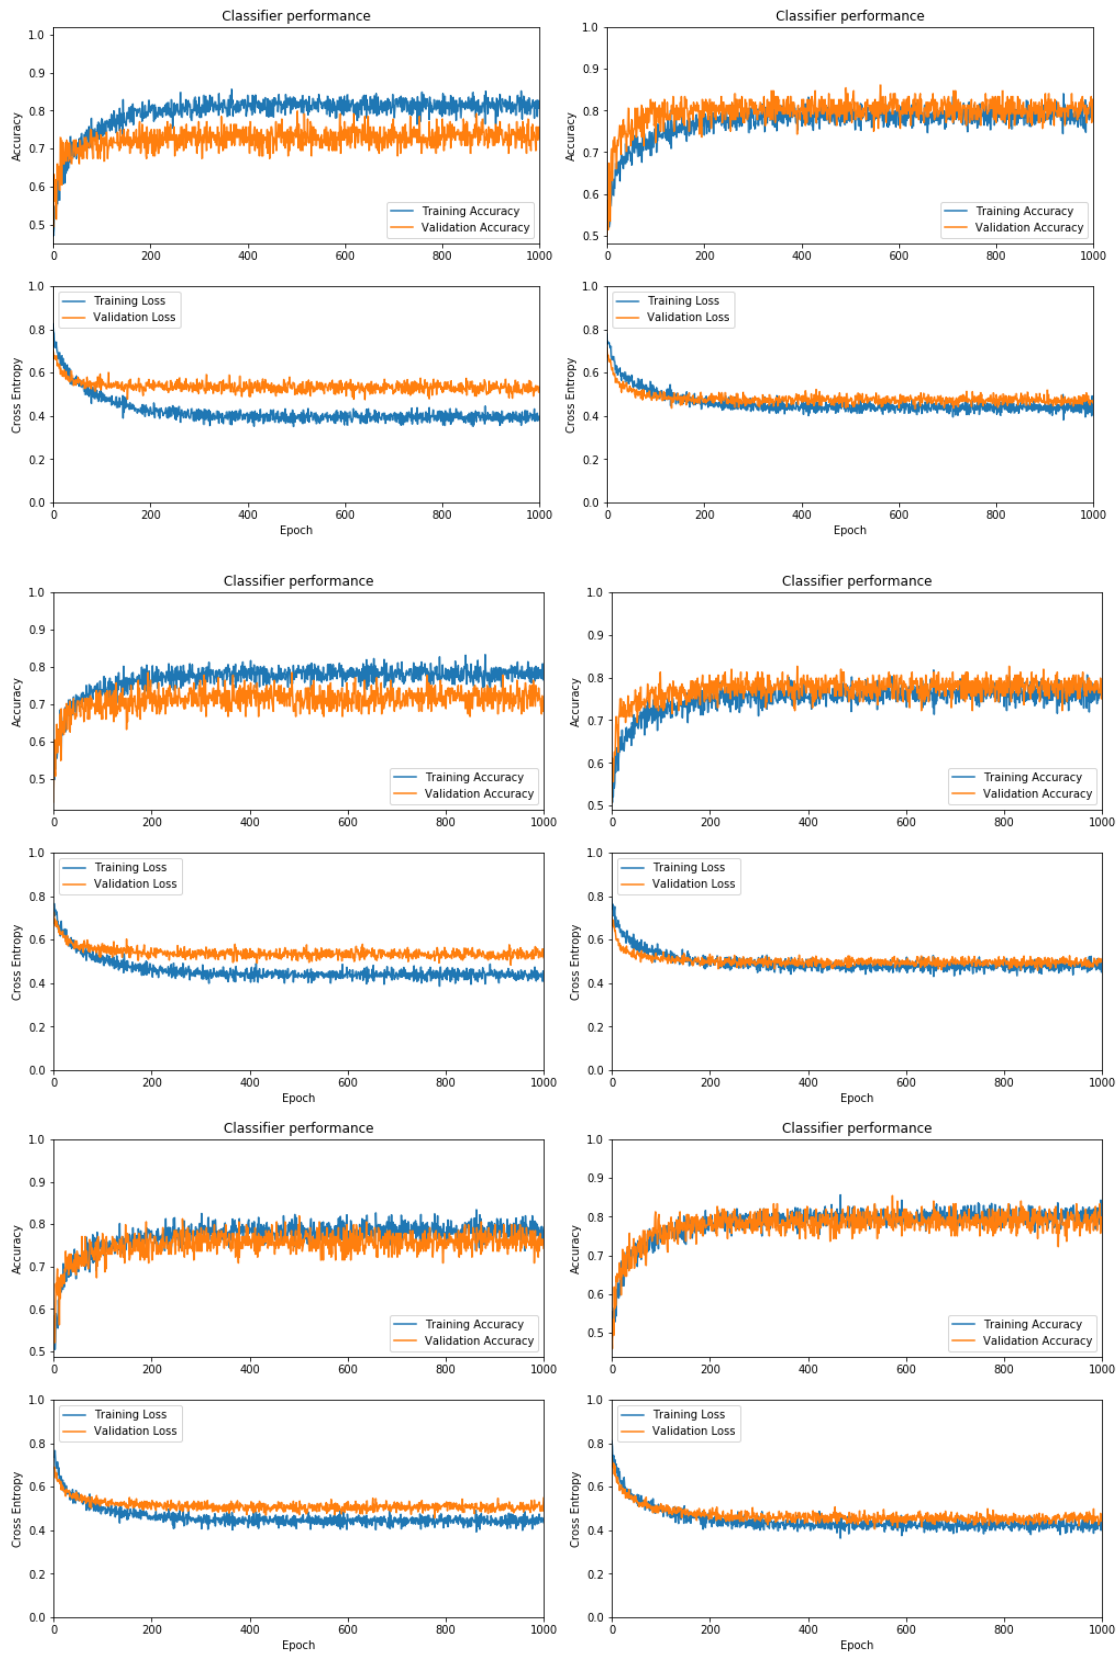 Classifier performance
1.0
0.9
0.8
0.7
0.6
0.5
Accuracy
Training Accuracy
Validation Accuracy
0 200 400 600 800 1000
Classifier performance
1.0
0.9
0.8
0.7
0.6
0.5
Accuracy
Training Accuracy
Validation Accuracy
0 200 400 600 800 1000
1.0
0.8
0.6
0.4
0.2
0.0
Cross Entropy
Training Loss
Validation Loss
0 200 400 600 800 1000
Epoch
1.0
0.8
0.6
0.4
0.2
0.0
Cross Entropy
Training Loss
Validation Loss
0 200 400 600 800 1000
Epoch
Classifier performance
1.0
0.9
0.8
0.7
0.6
0.5
Accuracy
Training Accuracy
Validation Accuracy
0 200 400 600 800 1000
Classifier performance
1.0
0.9
0.8
0.7
0.6
0.5
Accuracy
Training Accuracy
Validation Accuracy
0 200 400 600 800 1000
1.0
0.8
0.6
0.4
0.2
0.0
Cross Entropy
Training Loss
Validation Loss
0 200 400 600 800 1000
Epoch
1.0
0.8
0.6
0.4
0.2
0.0
Cross Entropy
Training Loss
Validation Loss
0 200 400 600 800 1000
Epoch
Classifier performance
1.0
0.9
0.8
0.7
0.6
0.5
Accuracy
Training Accuracy
Validation Accuracy
0 200 400 600 800 1000
Classifier performance
1.0
0.9
0.8
0.7
0.6
0.5
Accuracy
Training Accuracy
Validation Accuracy
0 200 400 600 800 1000
1.0
0.8
0.6
0.4
0.2
0.0
Cross Entropy
Training Loss
Validation Loss
0 200 400 600 800 1000
Epoch
1.0
0.8
0.6
0.4
0.2
0.0
Cross Entropy
Training Loss
Validation Loss
0 200 400 600 800 1000
Epoch